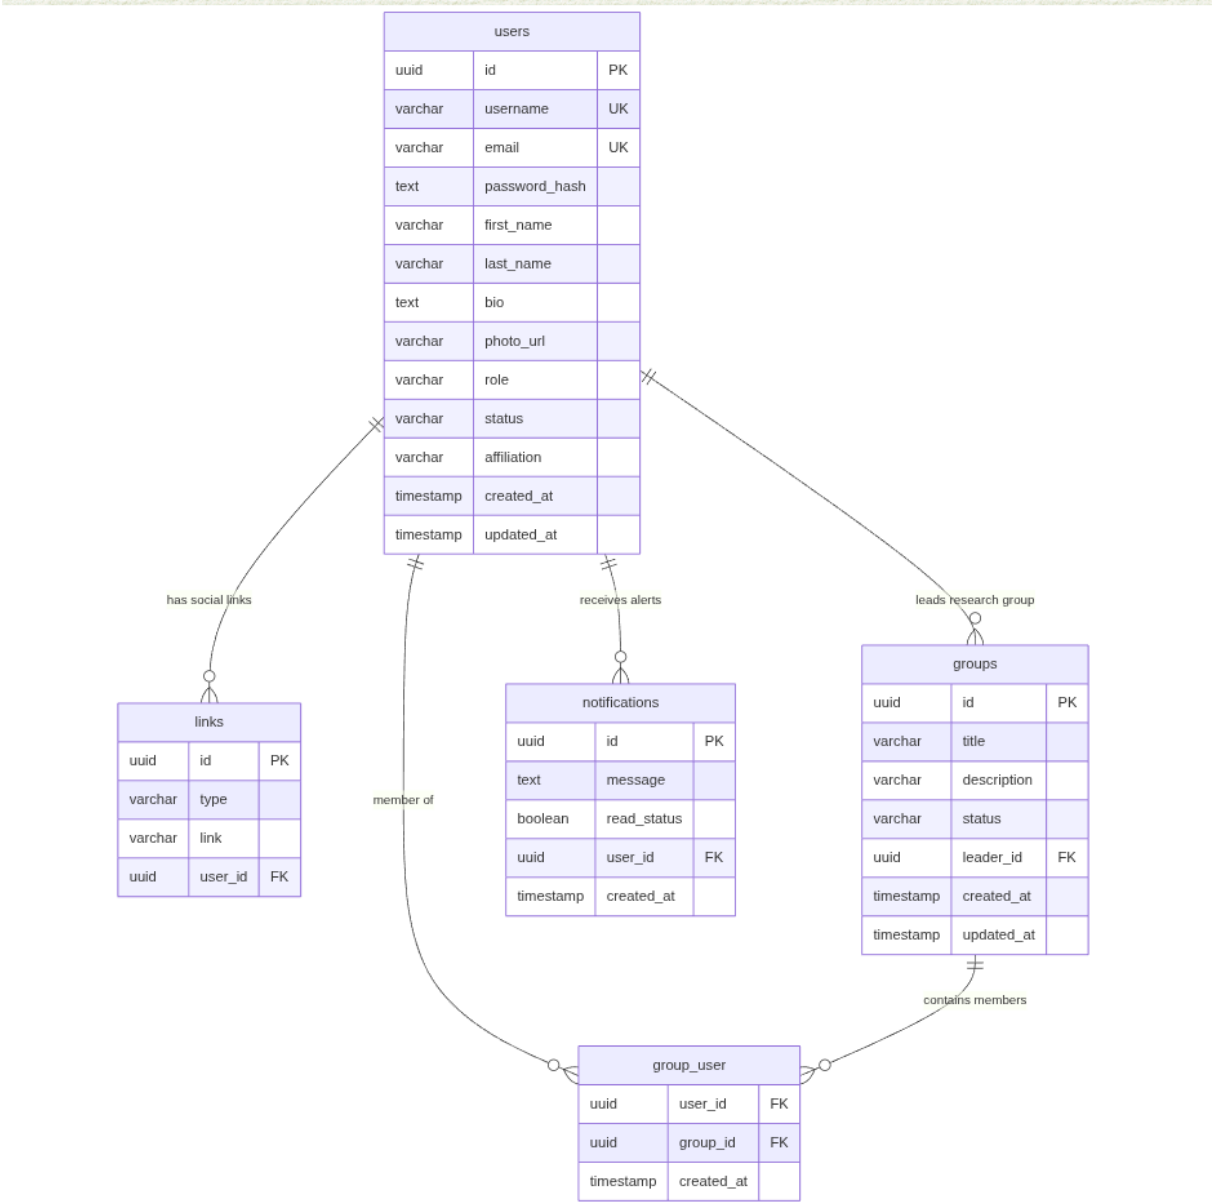 users
uuid id PK
varchar username UK
varchar email UK
text password_hash
varchar first_name
varchar last_name
text bio
varchar photo_url
varchar role
varchar status
varchar affiliation
timestamp created_at
timestamp updated_at
has social links
receives alerts
leads research group
links
uuid id PK
varchar type
varchar link
uuid user_id FK
member of
notifications
uuid id PK
text message
boolean read_status
uuid user_id FK
timestamp created_at
groups
uuid id PK
varchar title
varchar description
varchar status
uuid leader_id FK
timestamp created_at
timestamp updated_at
contains members
group_user
uuid user_id FK
uuid group_id FK
timestamp created_at